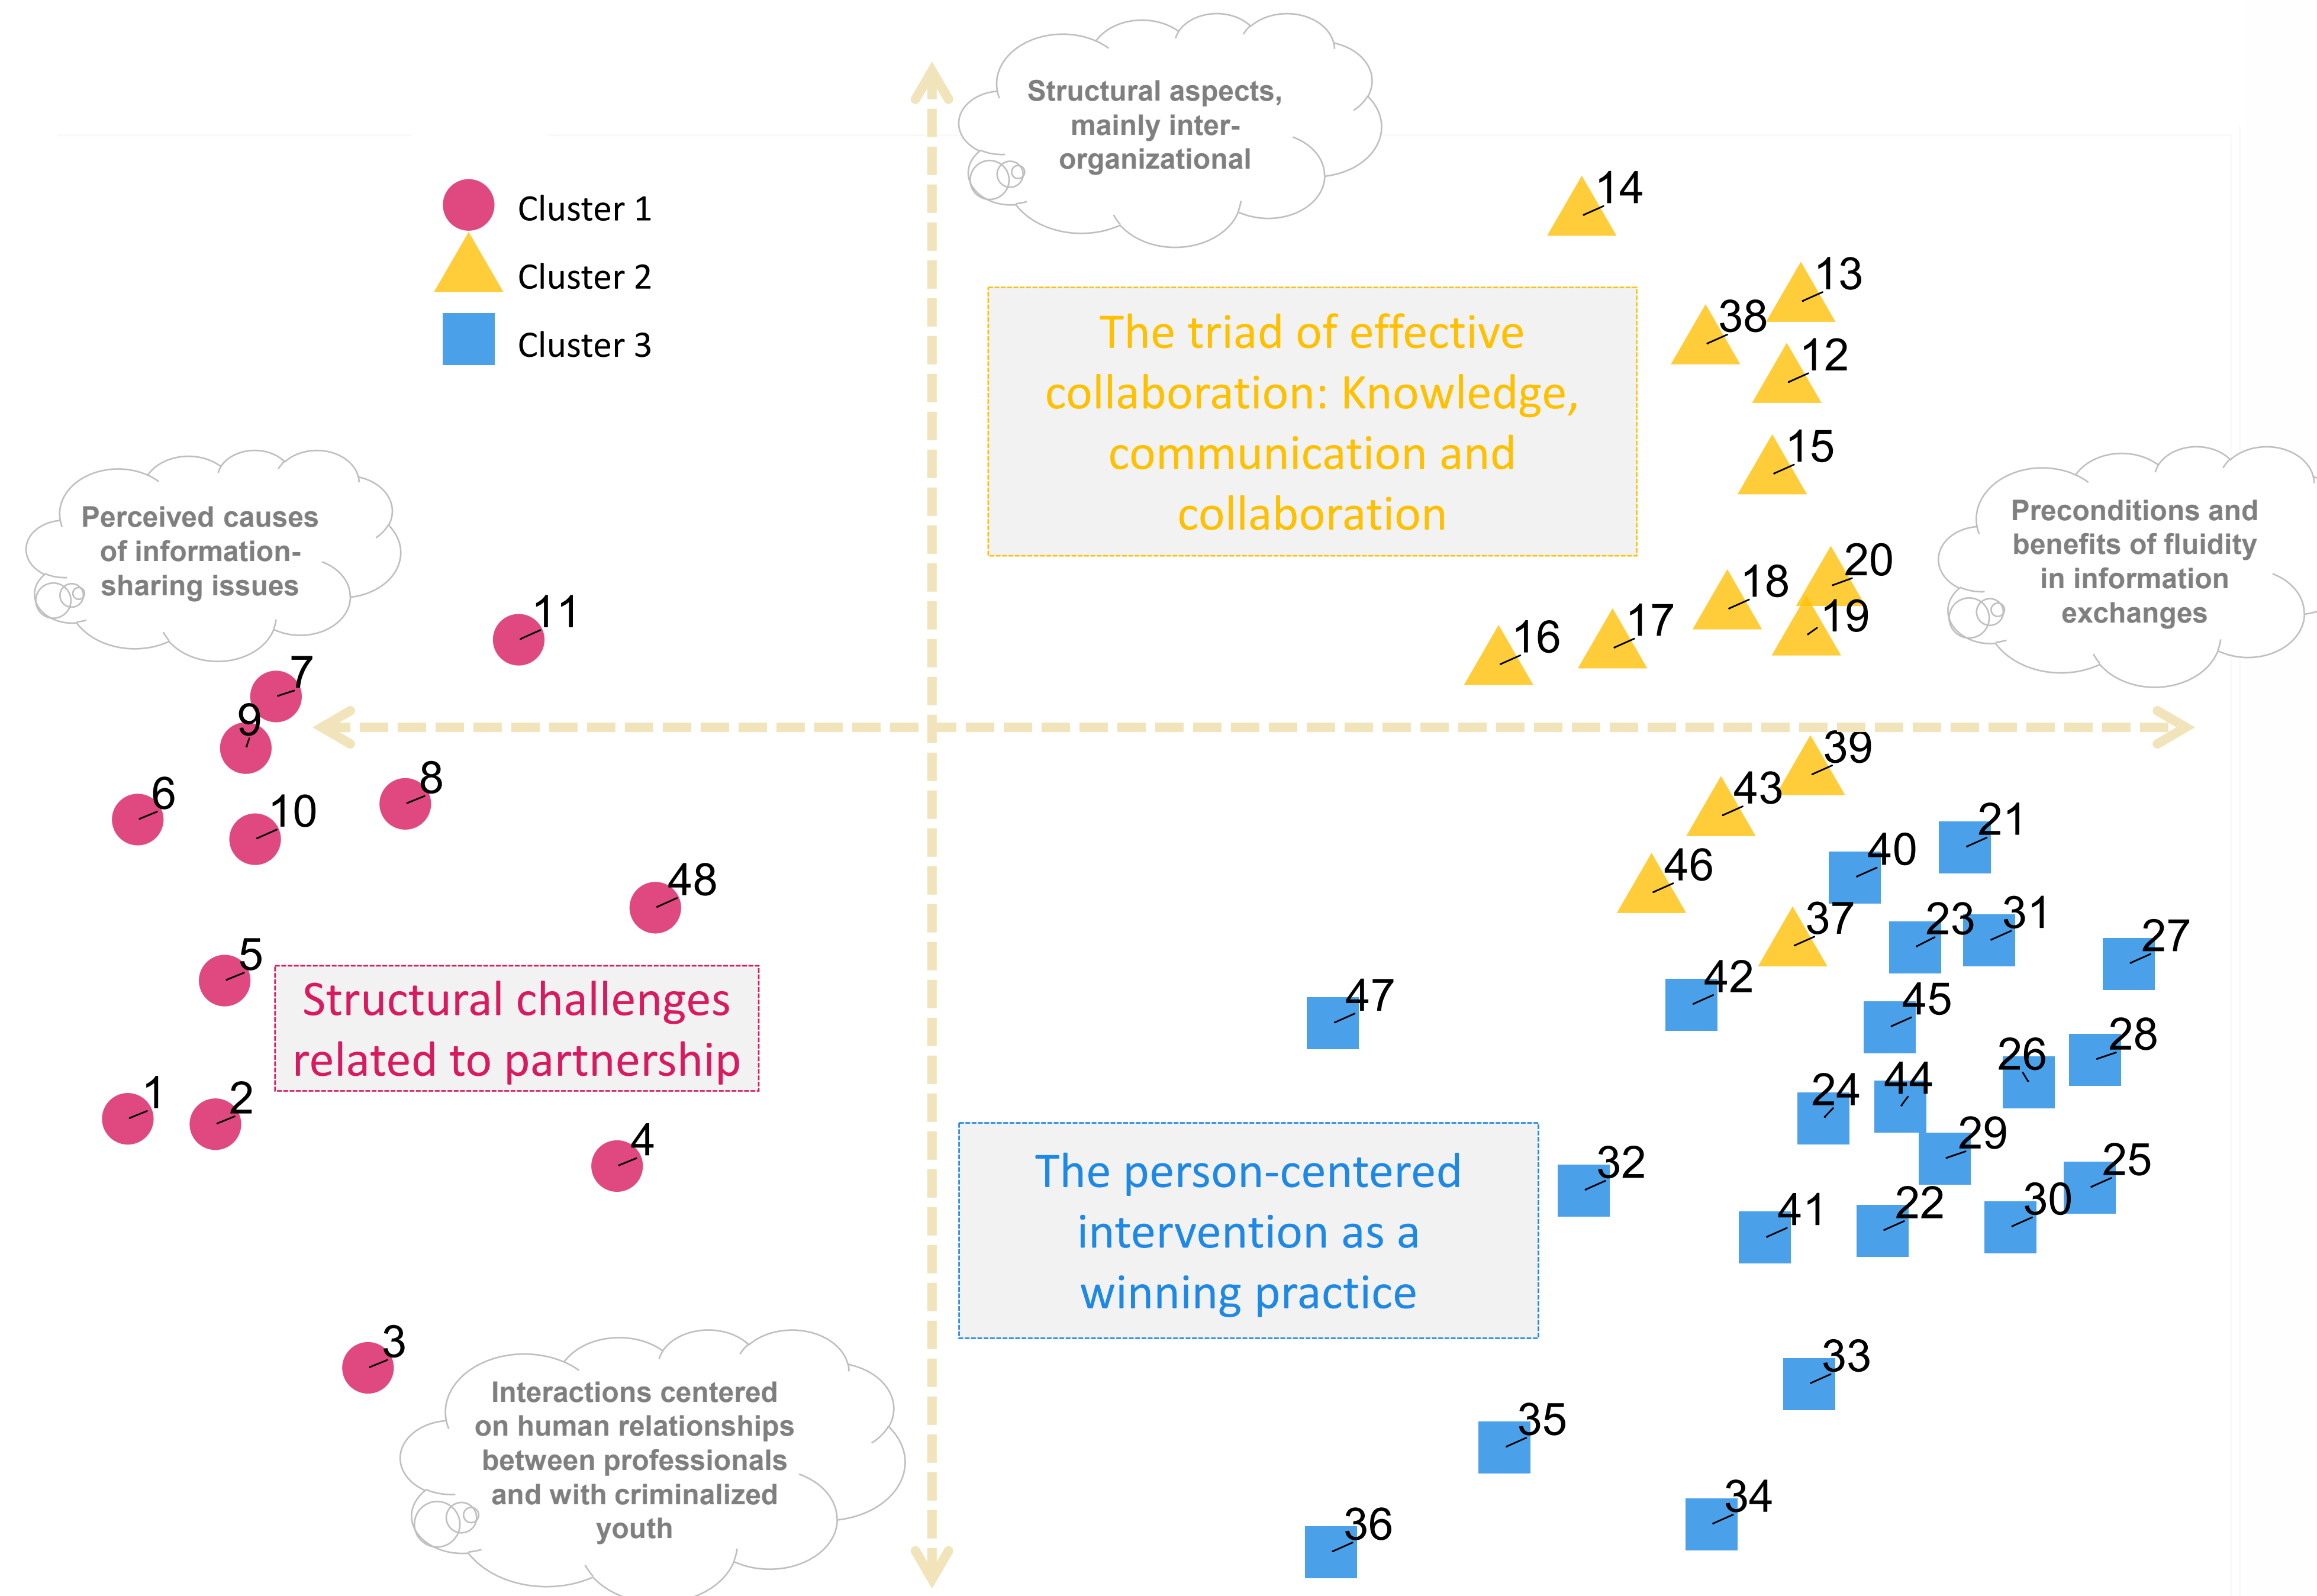 Structural aspects,
mainly inter-
organizational
Cluster 1
Cluster 2
Cluster 3
14
13
38
12
15
The triad of effective
collaboration: Knowledge,
communication and
collaboration
Perceived causes
of information-
sharing issues
Preconditions and
benefits of fluidity
in information
exchanges
20
18
19
17
16
11
7
9
6
10
8
48
5
39
43
46
37
21
40
23
31
27
42
47
45
28
26
44
24
29
25
32
30
22
41
Structural challenges
related to partnership
1
2
4
The person-centered
intervention as a
winning practice
3
33
35
34
36
Interactions centered
on human relationships
between professionals
and with criminalized
youth